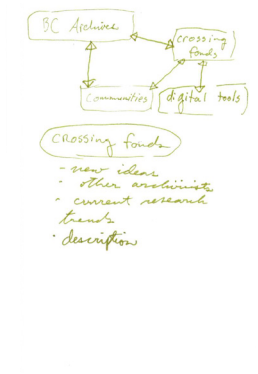 BC Archives
crossing
fonds
communities
digital tools
crossing fonds
- new ideas
- other archivists
- current research
trends
- description